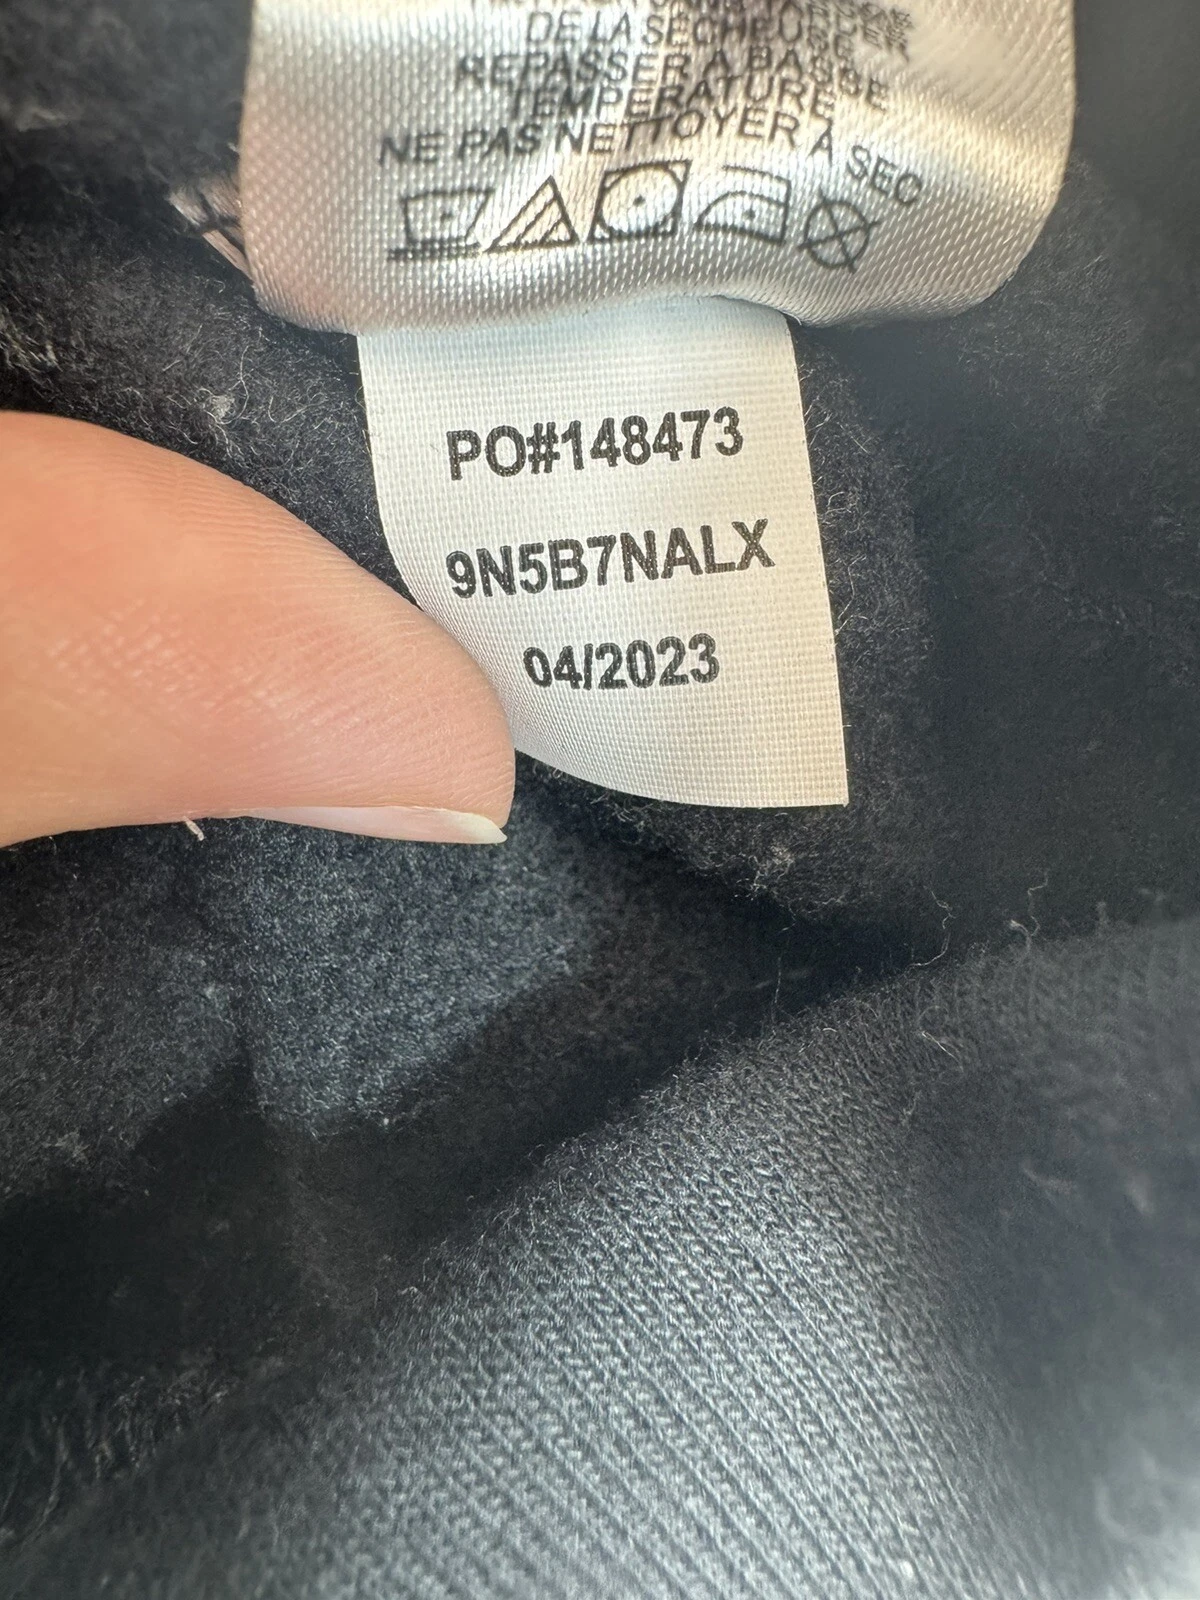 DE LA SECHEUSE
REPASSER A BASSE
TEMPERATURE
NE PAS NETTOYER A SEC
PO#148473
9N5B7NALX
04/2023